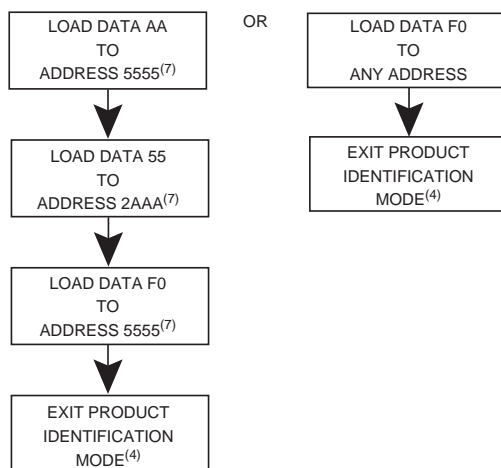 LOAD DATA AA
TO
ADDRESS 5555(7)
LOAD DATA 55
TO
ADDRESS 2AAA(7)
LOAD DATA F0
TO
ADDRESS 5555(7)
EXIT PRODUCT
IDENTIFICATION
MODE(4)
OR
LOAD DATA F0
TO
ANY ADDRESS
EXIT PRODUCT
IDENTIFICATION
MODE(4)